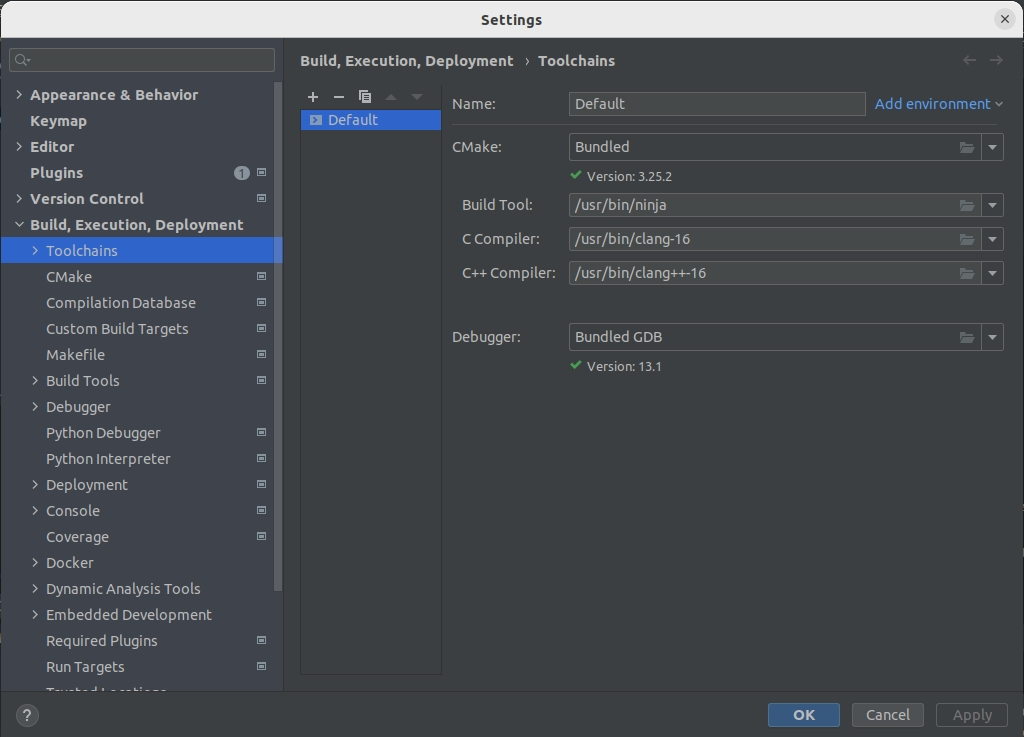 Settings
Build, Execution, Deployment › Toolchains
Appearance & Behavior
Keymap
Editor
Plugins 1
Version Control
Build, Execution, Deployment
Toolchains
CMake
Compilation Database
Custom Build Targets
Makefile
Build Tools
Debugger
Python Debugger
Python Interpreter
Deployment
Console
Coverage
Docker
Dynamic Analysis Tools
Embedded Development
Required Plugins
Run Targets
Trusted Locations
Default
Name: Default Add environment
CMake: Bundled
Version: 3.25.2
Build Tool: /usr/bin/ninja
C Compiler: /usr/bin/clang-16
C++ Compiler: /usr/bin/clang++-16
Debugger: Bundled GDB
Version: 13.1
? OK Cancel Apply